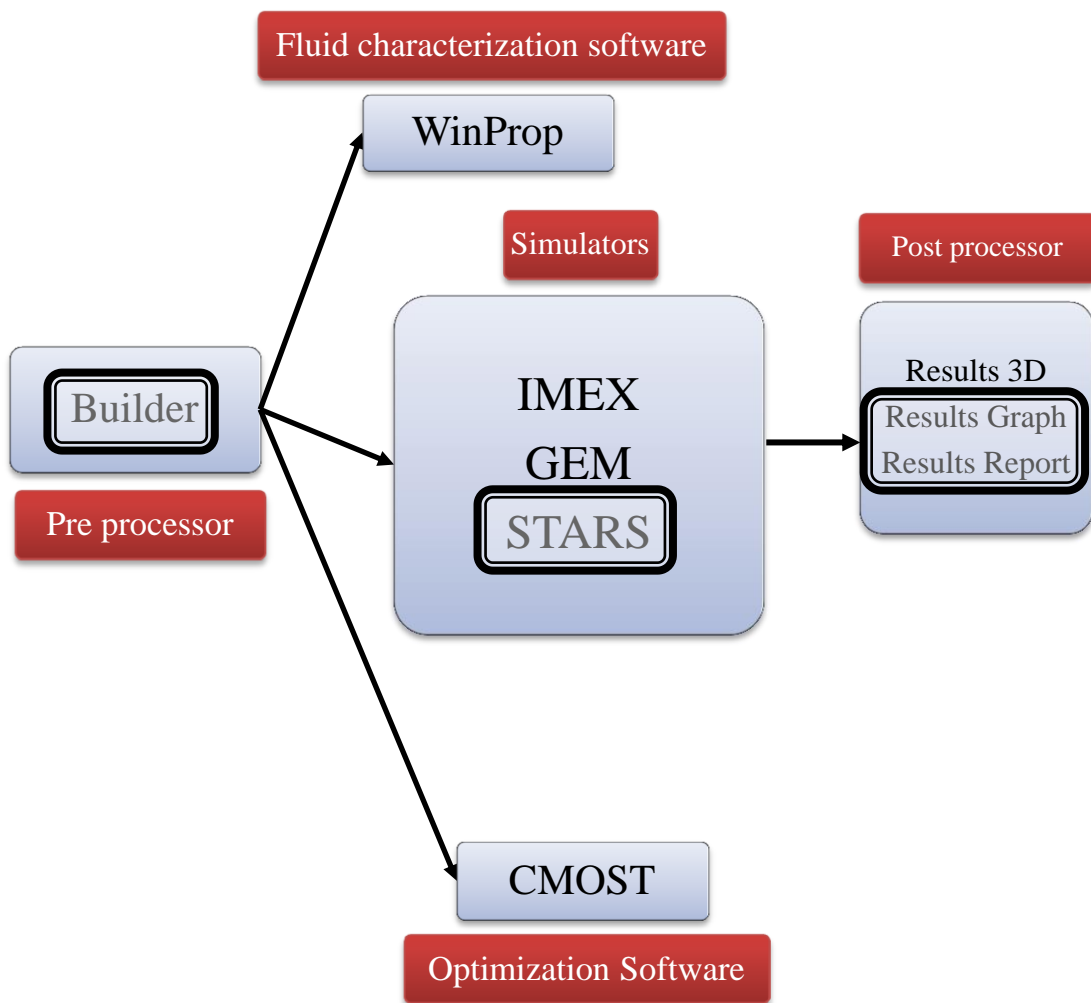 Fluid characterization software
WinProp
Simulators
Post processor
IMEX
GEM
STARS
Results 3D
Results Graph
Results Report
Builder
Pre processor
CMOST
Optimization Software